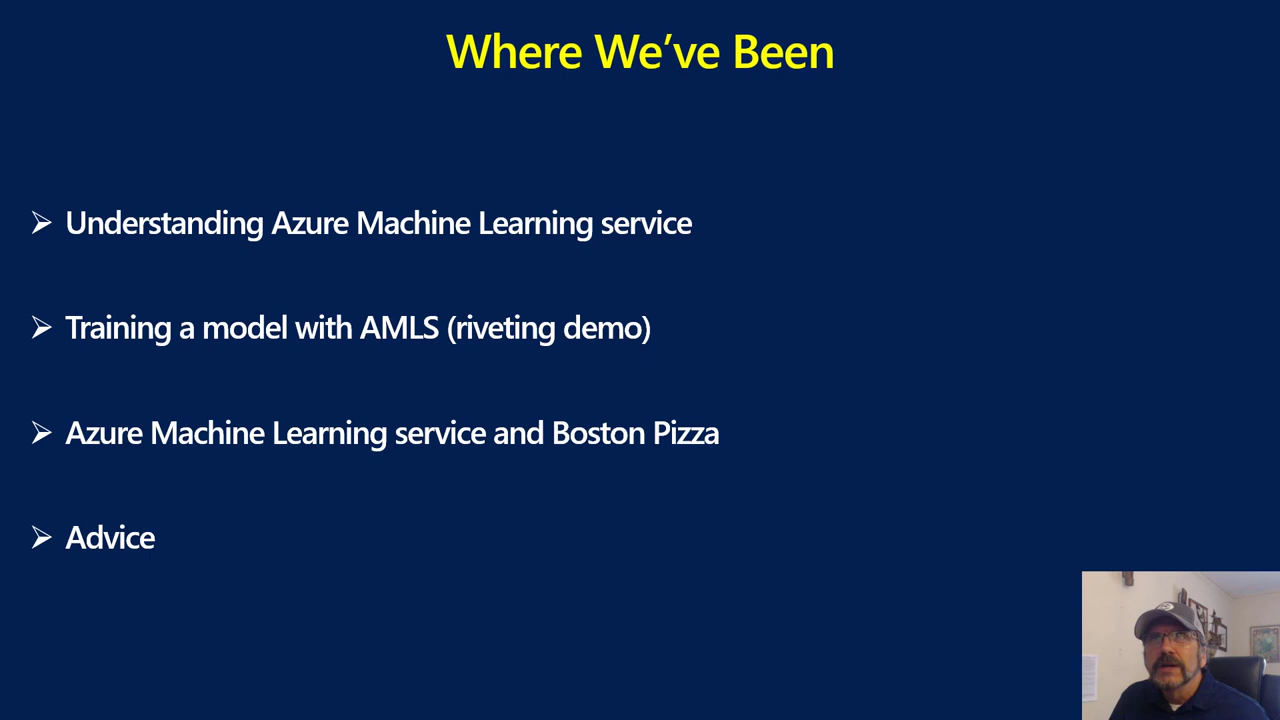 Where We’ve Been
Understanding Azure Machine Learning service
Training a model with AMLS (riveting demo)
Azure Machine Learning service and Boston Pizza
Advice